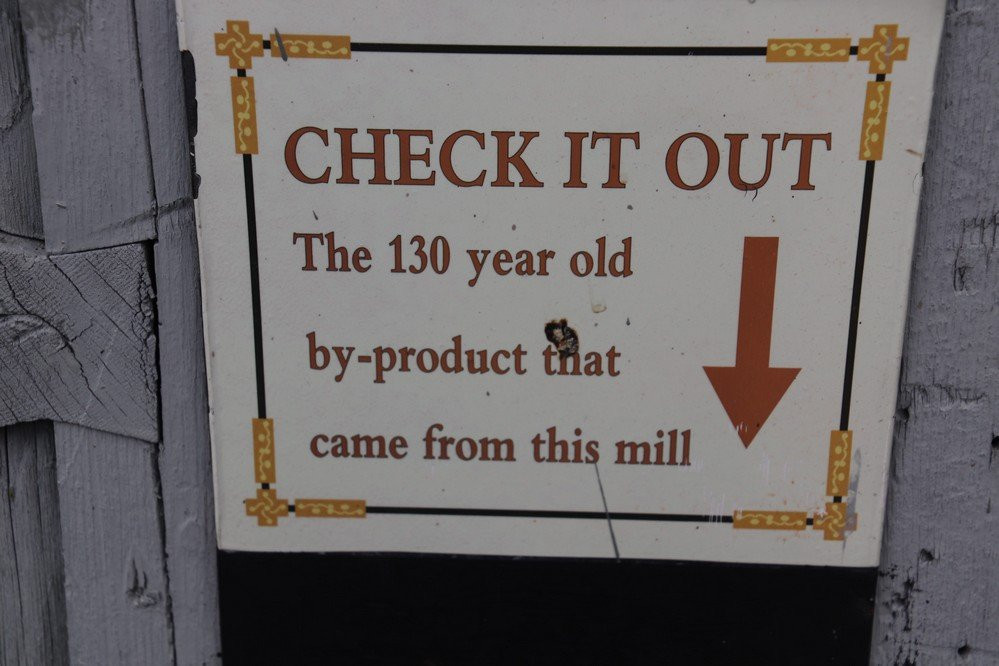 CHECK IT OUT
The 130 year old
by-product that
came from this mill